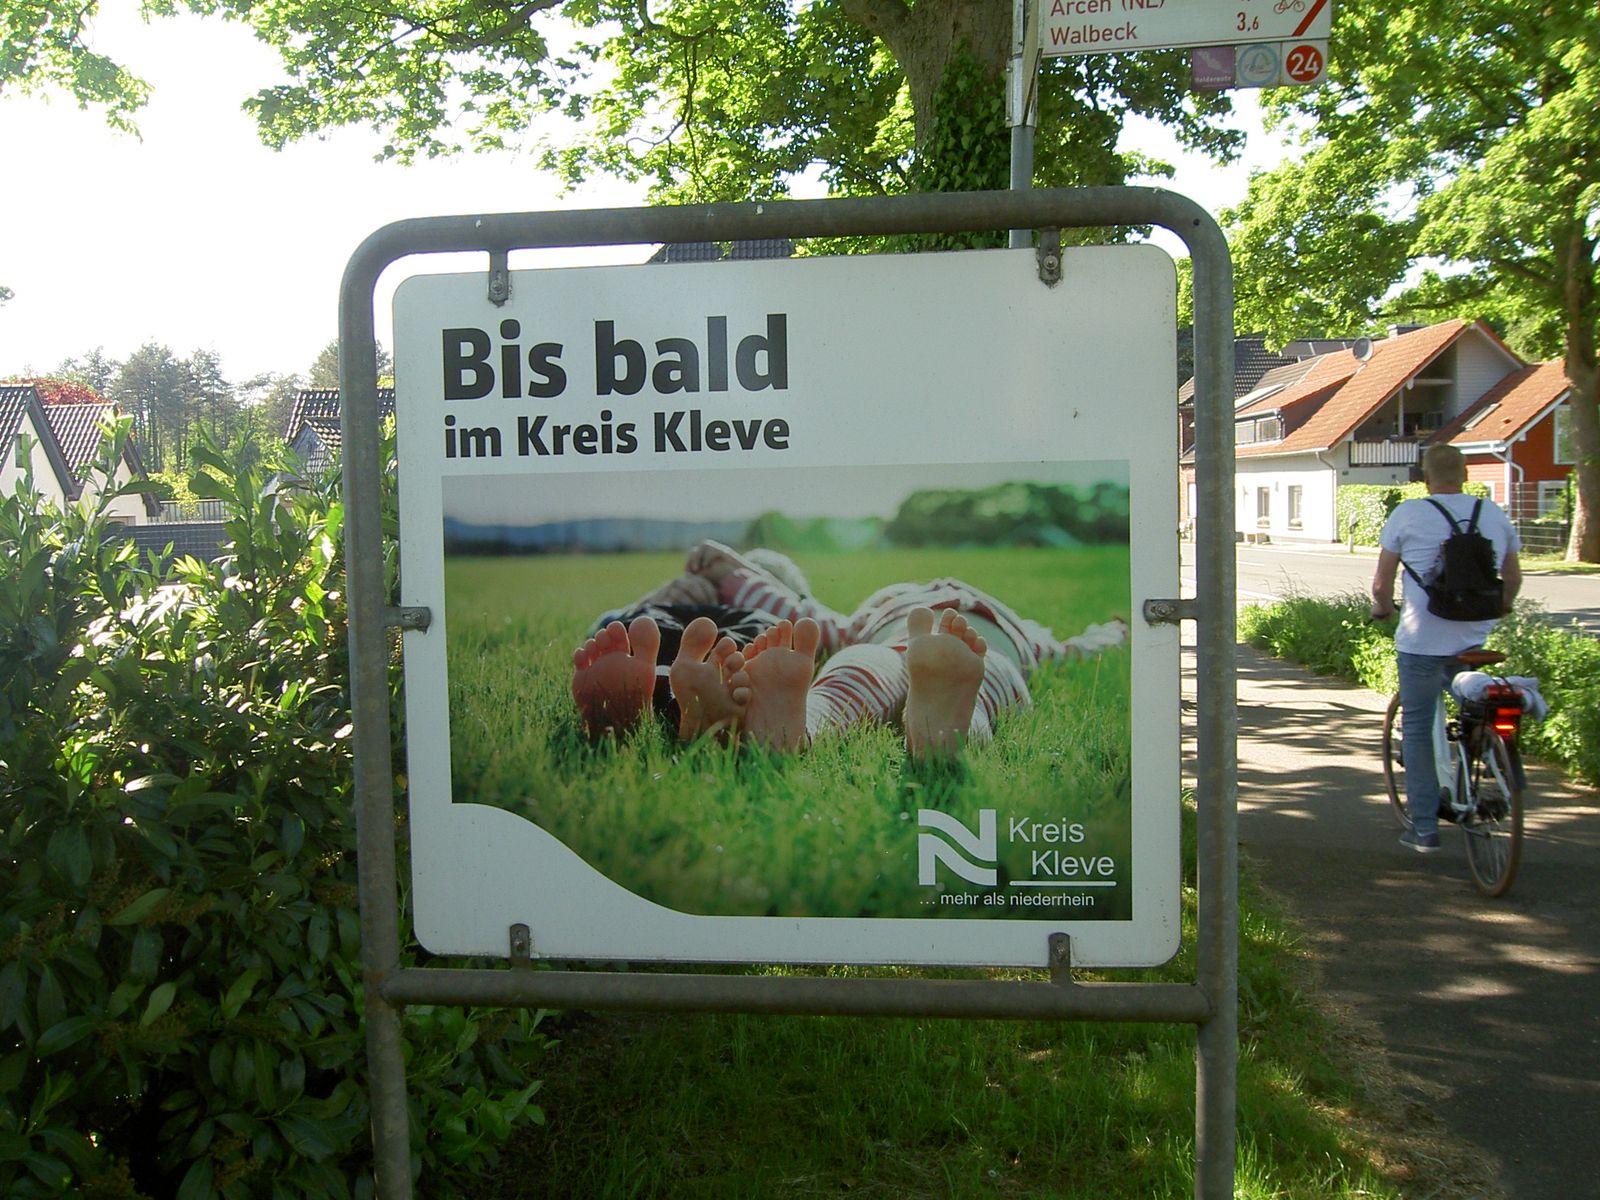 Arcen (NL)
Walbeck 3,6
24
Bis bald
im Kreis Kleve
Kreis
Kleve
... mehr als niederrhein